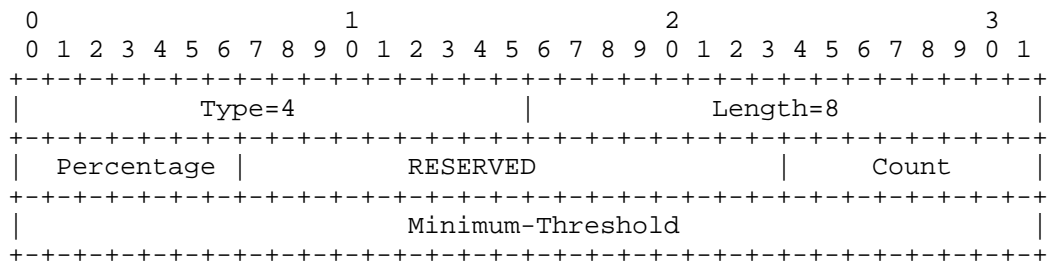 0                   1                   2                   3
 0 1 2 3 4 5 6 7 8 9 0 1 2 3 4 5 6 7 8 9 0 1 2 3 4 5 6 7 8 9 0 1
+-+-+-+-+-+-+-+-+-+-+-+-+-+-+-+-+-+-+-+-+-+-+-+-+-+-+-+-+-+-+-+-+
|           Type=4              |           Length=8            |
+-+-+-+-+-+-+-+-+-+-+-+-+-+-+-+-+-+-+-+-+-+-+-+-+-+-+-+-+-+-+-+-+
|  Percentage |          RESERVED               |     Count     |
+-+-+-+-+-+-+-+-+-+-+-+-+-+-+-+-+-+-+-+-+-+-+-+-+-+-+-+-+-+-+-+-+
|                        Minimum-Threshold                      |
+-+-+-+-+-+-+-+-+-+-+-+-+-+-+-+-+-+-+-+-+-+-+-+-+-+-+-+-+-+-+-+-+